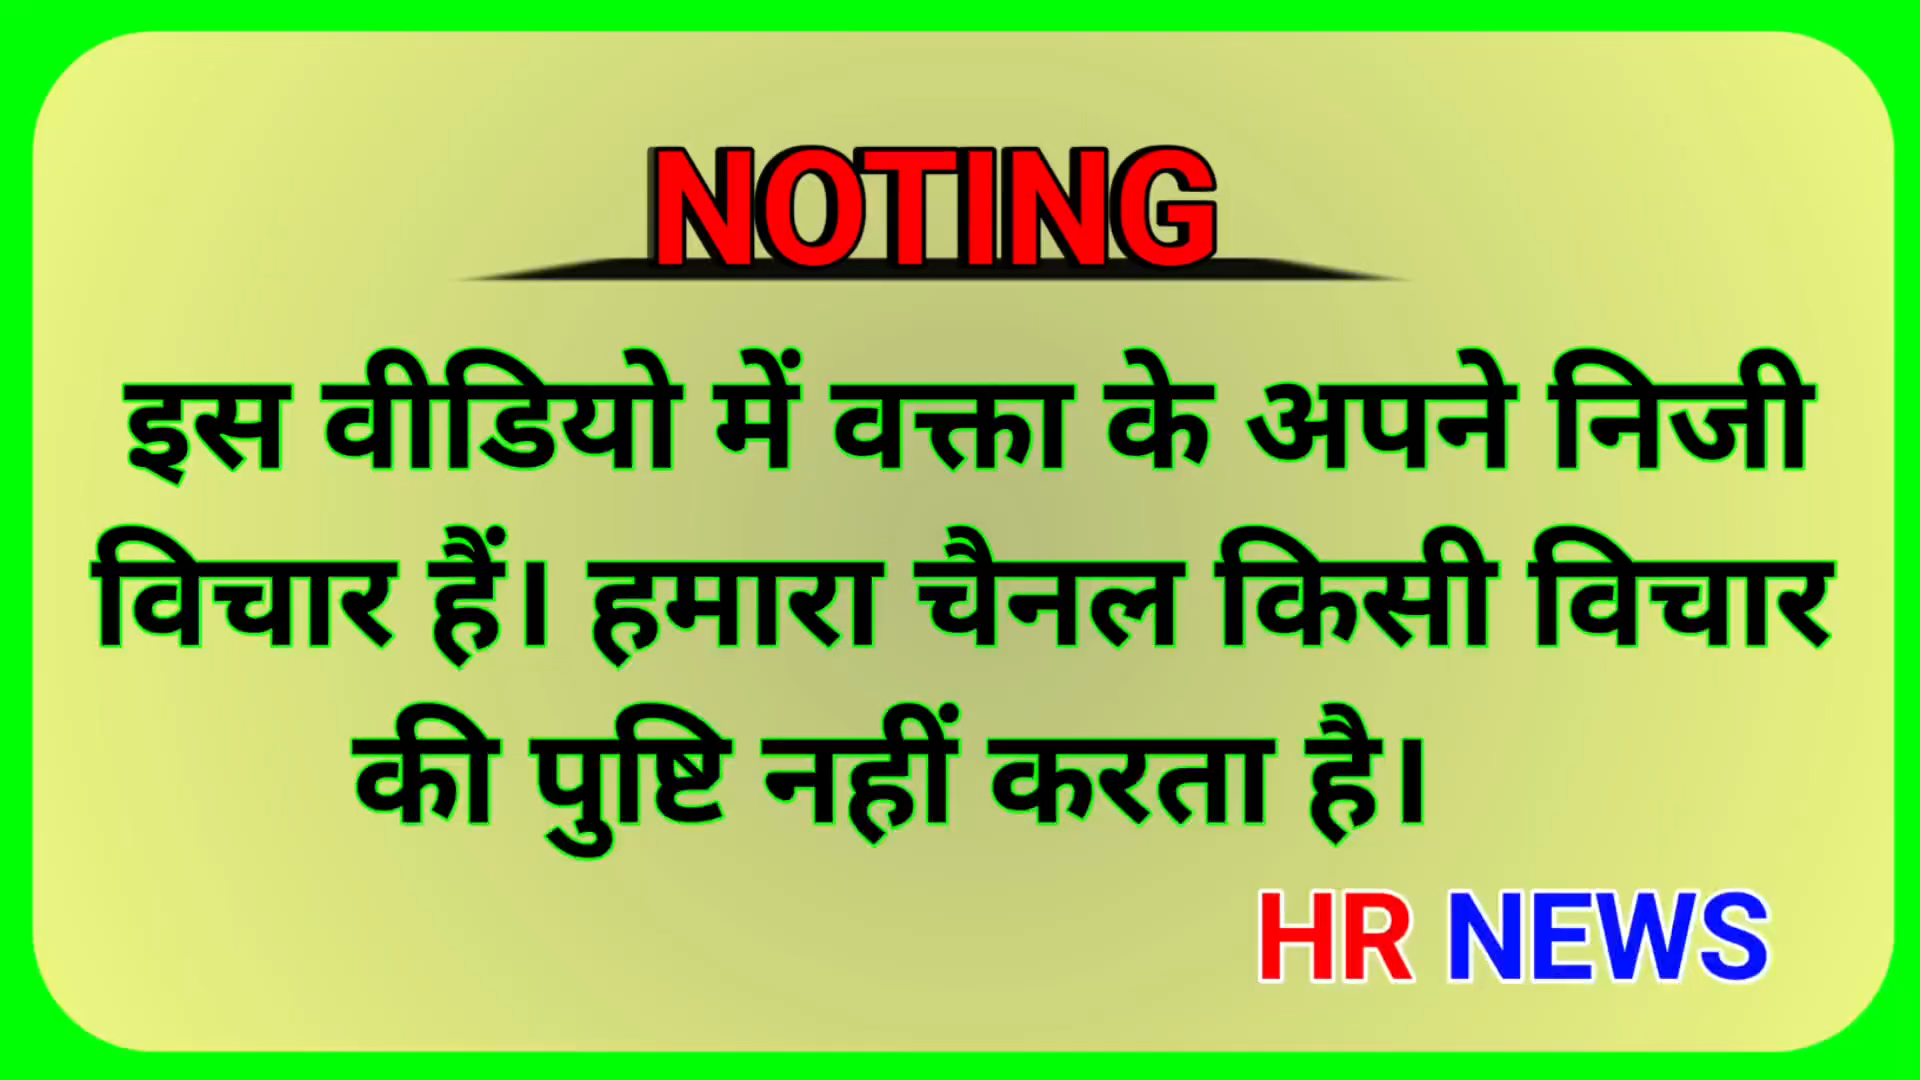 NOTING
इस वीडियो में वक्ता के अपने निजी
विचार हैं। हमारा चैनल किसी विचार
की पुष्टि नहीं करता है।
HR NEWS